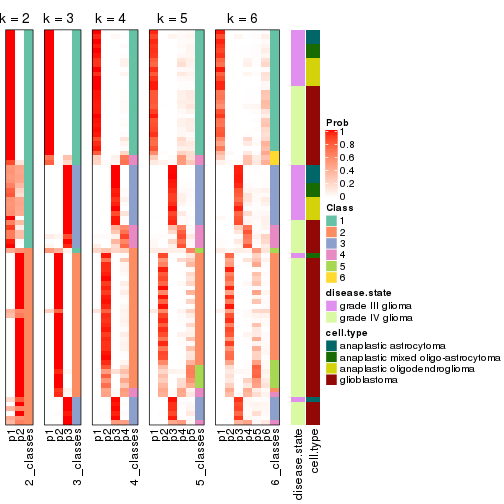 k = 2 k = 3 k = 4 k = 5 k = 6
Prob
1
0.8
0.6
0.4
0.2
0
Class
1
2
3
4
5
6
disease.state
grade III glioma
grade IV glioma
cell.type
anaplastic astrocytoma
anaplastic mixed oligo-astrocytoma
anaplastic oligodendroglioma
glioblastoma
p1 p2 2_classes p1 p2 p3 3_classes p1 p2 p3 p4 4_classes p1 p2 p3 p4 p5 5_classes p1 p2 p3 p4 p5 p6 6_classes disease.state cell.type